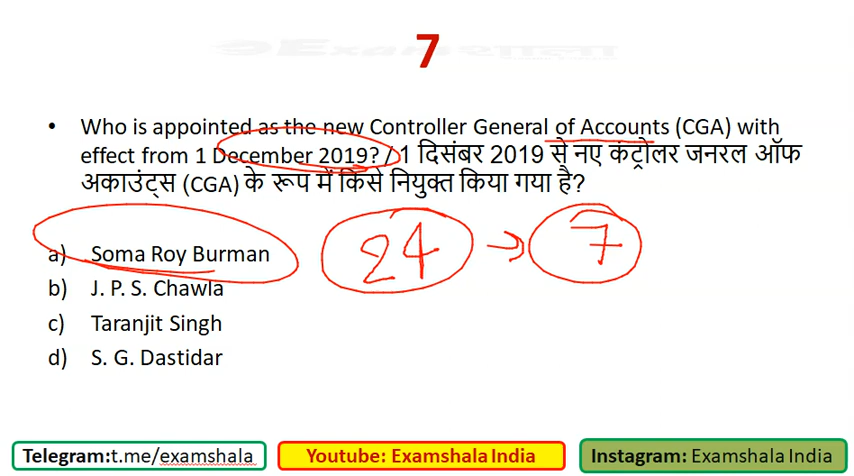 Examशाला
7
• Who is appointed as the new Controller General of Accounts (CGA) with
effect from 1 December 2019? / 1 दिसंबर 2019 से नए कंट्रोलर जनरल ऑफ
अकाउंट्स (CGA) के रूप में किसे नियुक्त किया गया है?
24 → 7
a) Soma Roy Burman
b) J. P. S. Chawla
c) Taranjit Singh
d) S. G. Dastidar
Telegram:t.me/examshala
Youtube: Examshala India
Instagram: Examshala India